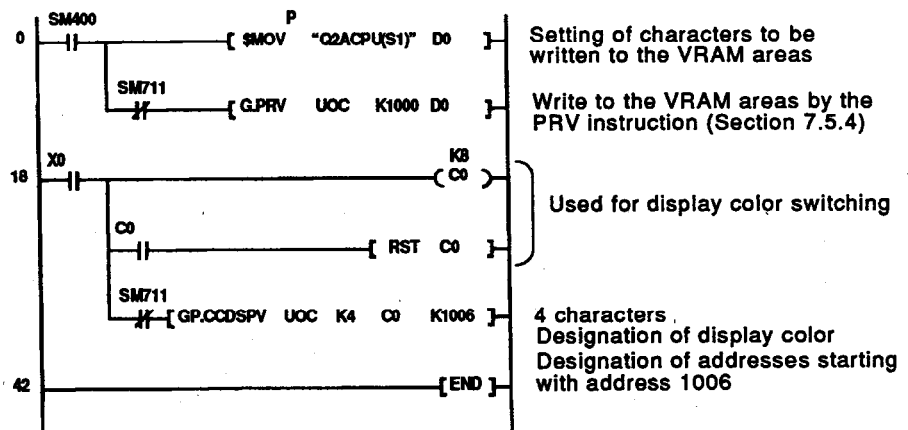 SM400
P
0 [ $MOV "Q2ACPU(S1)" D0 ] Setting of characters to be
written to the VRAM areas
SM711
[ G.PRV UOC K1000 D0 ] Write to the VRAM areas by the
PRV instruction (Section 7.5.4)
X0
K8
18 ( C0 )
Used for display color switching
C0
[ RST C0 ]
SM711
[ GP.CCDSPV UOC K4 C0 K1006 ] 4 characters
Designation of display color
Designation of addresses starting
42 [ END ] with address 1006